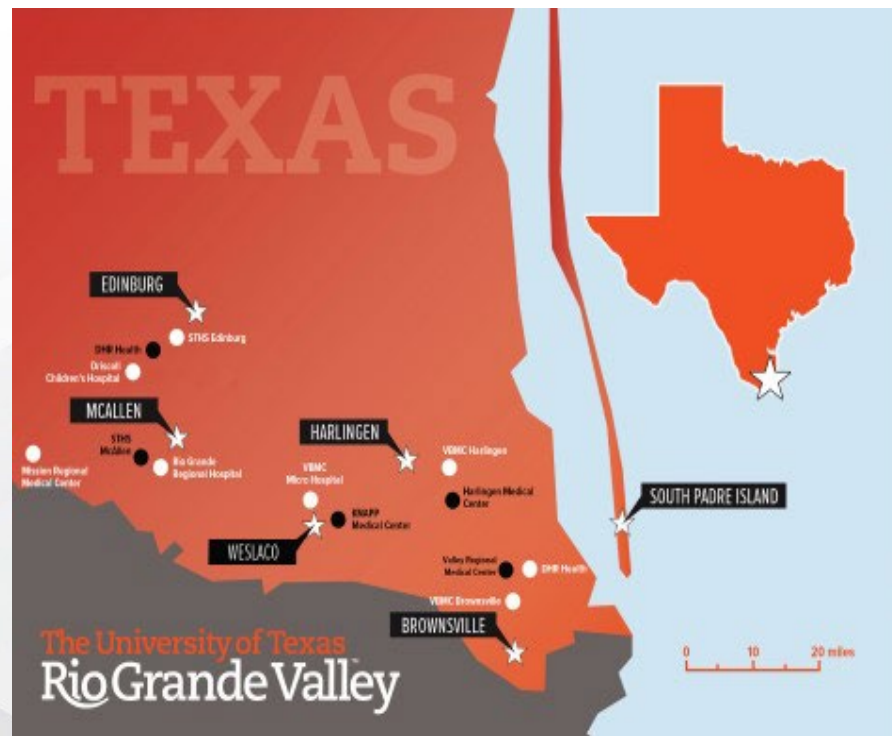 TEXAS
EDINBURG
STHS Edinburg
DHR Health
Driscoll
Children's Hospital
MCALLEN
STHS
McAllen
Rio Grande
Regional Hospital
Mission Regional
Medical Center
HARLINGEN
VBMC Harlingen
VBMC
Micro Hospital
Harlingen Medical
Center
KNAPP
Medical Center
WESLACO
SOUTH PADRE ISLAND
Valley Regional
Medical Center
DHR Health
VBMC Brownsville
BROWNSVILLE
The University of Texas
Rio Grande Valley
0 10 20 miles